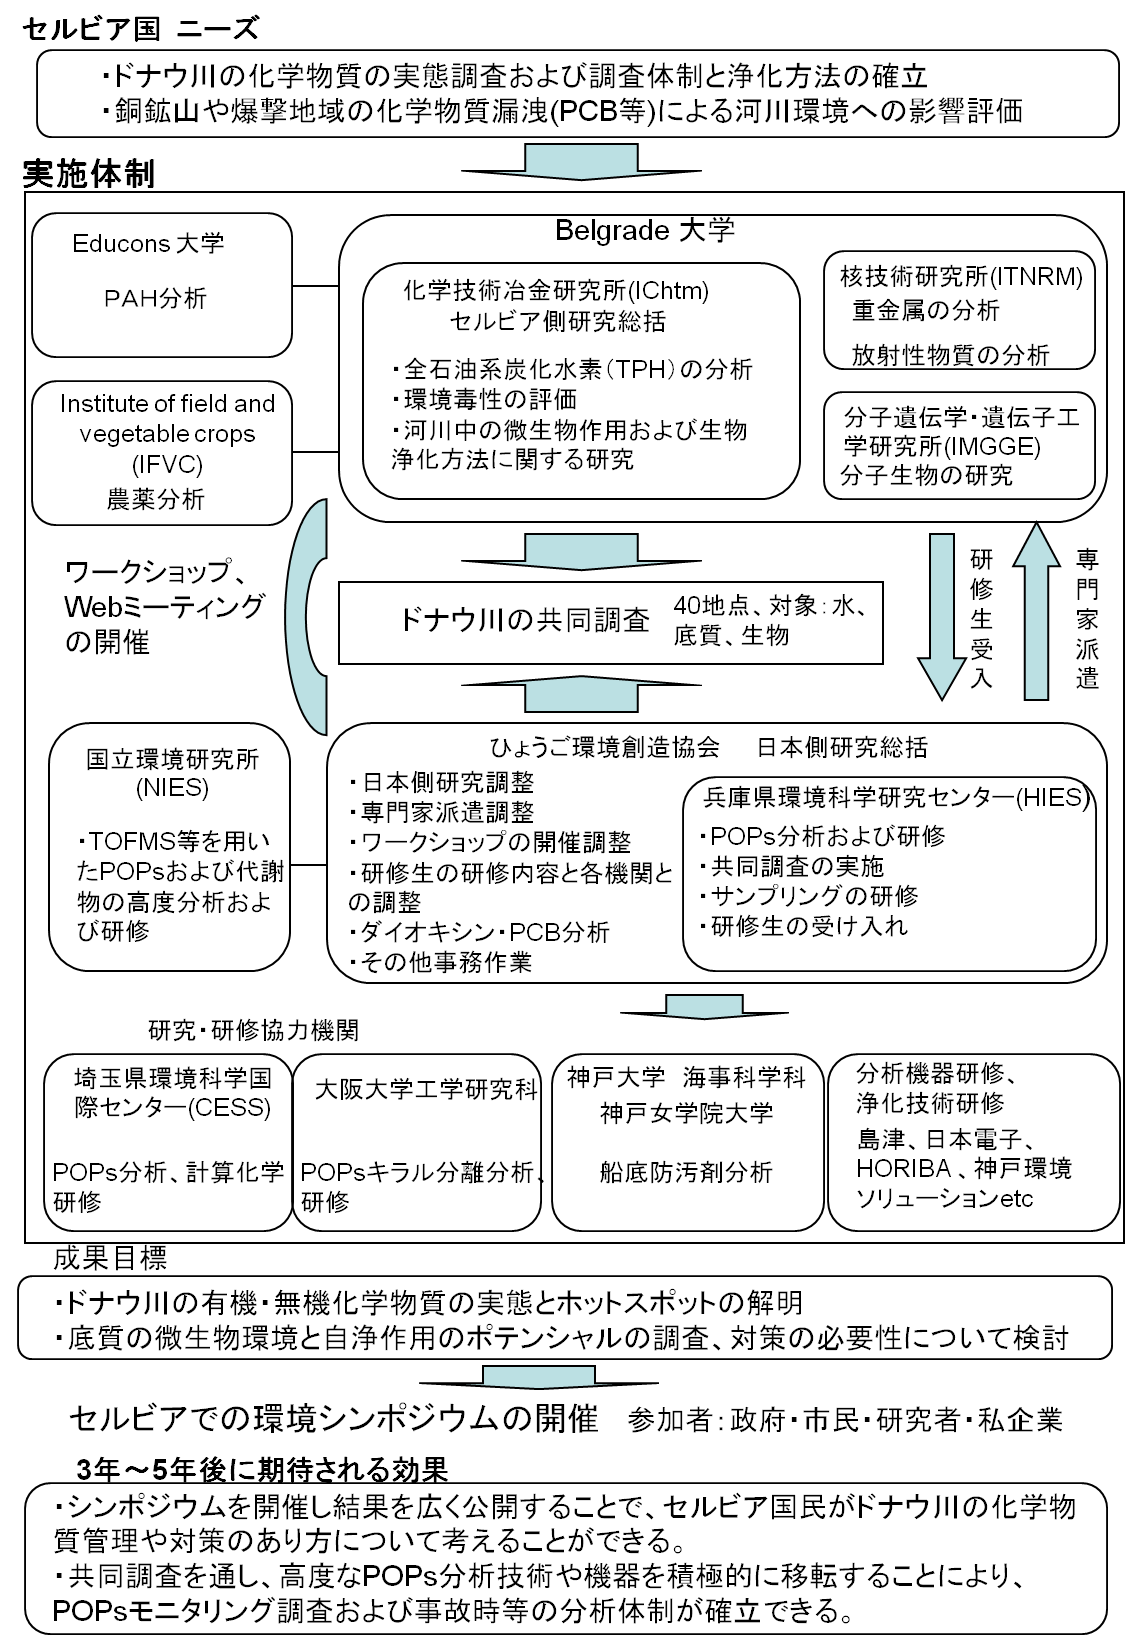 セルビア国 ニーズ
・ドナウ川の化学物質の実態調査および調査体制と浄化方法の確立
・銅鉱山や爆撃地域の化学物質漏洩(PCB等)による河川環境への影響評価
実施体制
Educons 大学
PAH分析
Institute of field and
vegetable crops
(IFVC)
農薬分析
Belgrade 大学
化学技術冶金研究所(IChtm)
セルビア側研究総括
・全石油系炭化水素（TPH）の分析
・環境毒性の評価
・河川中の微生物作用および生物
浄化方法に関する研究
核技術研究所(ITNRM)
重金属の分析
放射性物質の分析
分子遺伝学・遺伝子工
学研究所(IMGGE)
分子生物の研究
ワークショップ、
Webミーティング
の開催
ドナウ川の共同調査
40地点、対象：水、
底質、生物
研修生受入
専門家派遣
国立環境研究所
(NIES)
・TOFMS等を用い
たPOPsおよび代謝
物の高度分析およ
び研修
ひょうご環境創造協会 日本側研究総括
・日本側研究調整
・専門家派遣調整
・ワークショップの開催調整
・研修生の研修内容と各機関と
の調整
・ダイオキシン・PCB分析
・その他事務作業
兵庫県環境科学研究センター(HIES)
・POPs分析および研修
・共同調査の実施
・サンプリングの研修
・研修生の受け入れ
研究・研修協力機関
埼玉県環境科学国
際センター(CESS)
POPs分析、計算化学
研修
大阪大学工学研究科
POPsキラル分離分析、
研修
神戸大学 海事科学科
神戸女学院大学
船底防汚剤分析
分析機器研修、
浄化技術研修
島津、日本電子、
HORIBA、神戸環境
ソリューションetc
成果目標
・ドナウ川の有機・無機化学物質の実態とホットスポットの解明
・底質の微生物環境と自浄作用のポテンシャルの調査、対策の必要性について検討
セルビアでの環境シンポジウムの開催 参加者：政府・市民・研究者・私企業
3年～5年後に期待される効果
・シンポジウムを開催し結果を広く公開することで、セルビア国民がドナウ川の化学物
質管理や対策のあり方について考えることができる。
・共同調査を通し、高度なPOPs分析技術や機器を積極的に移転することにより、
POPsモニタリング調査および事故時等の分析体制が確立できる。